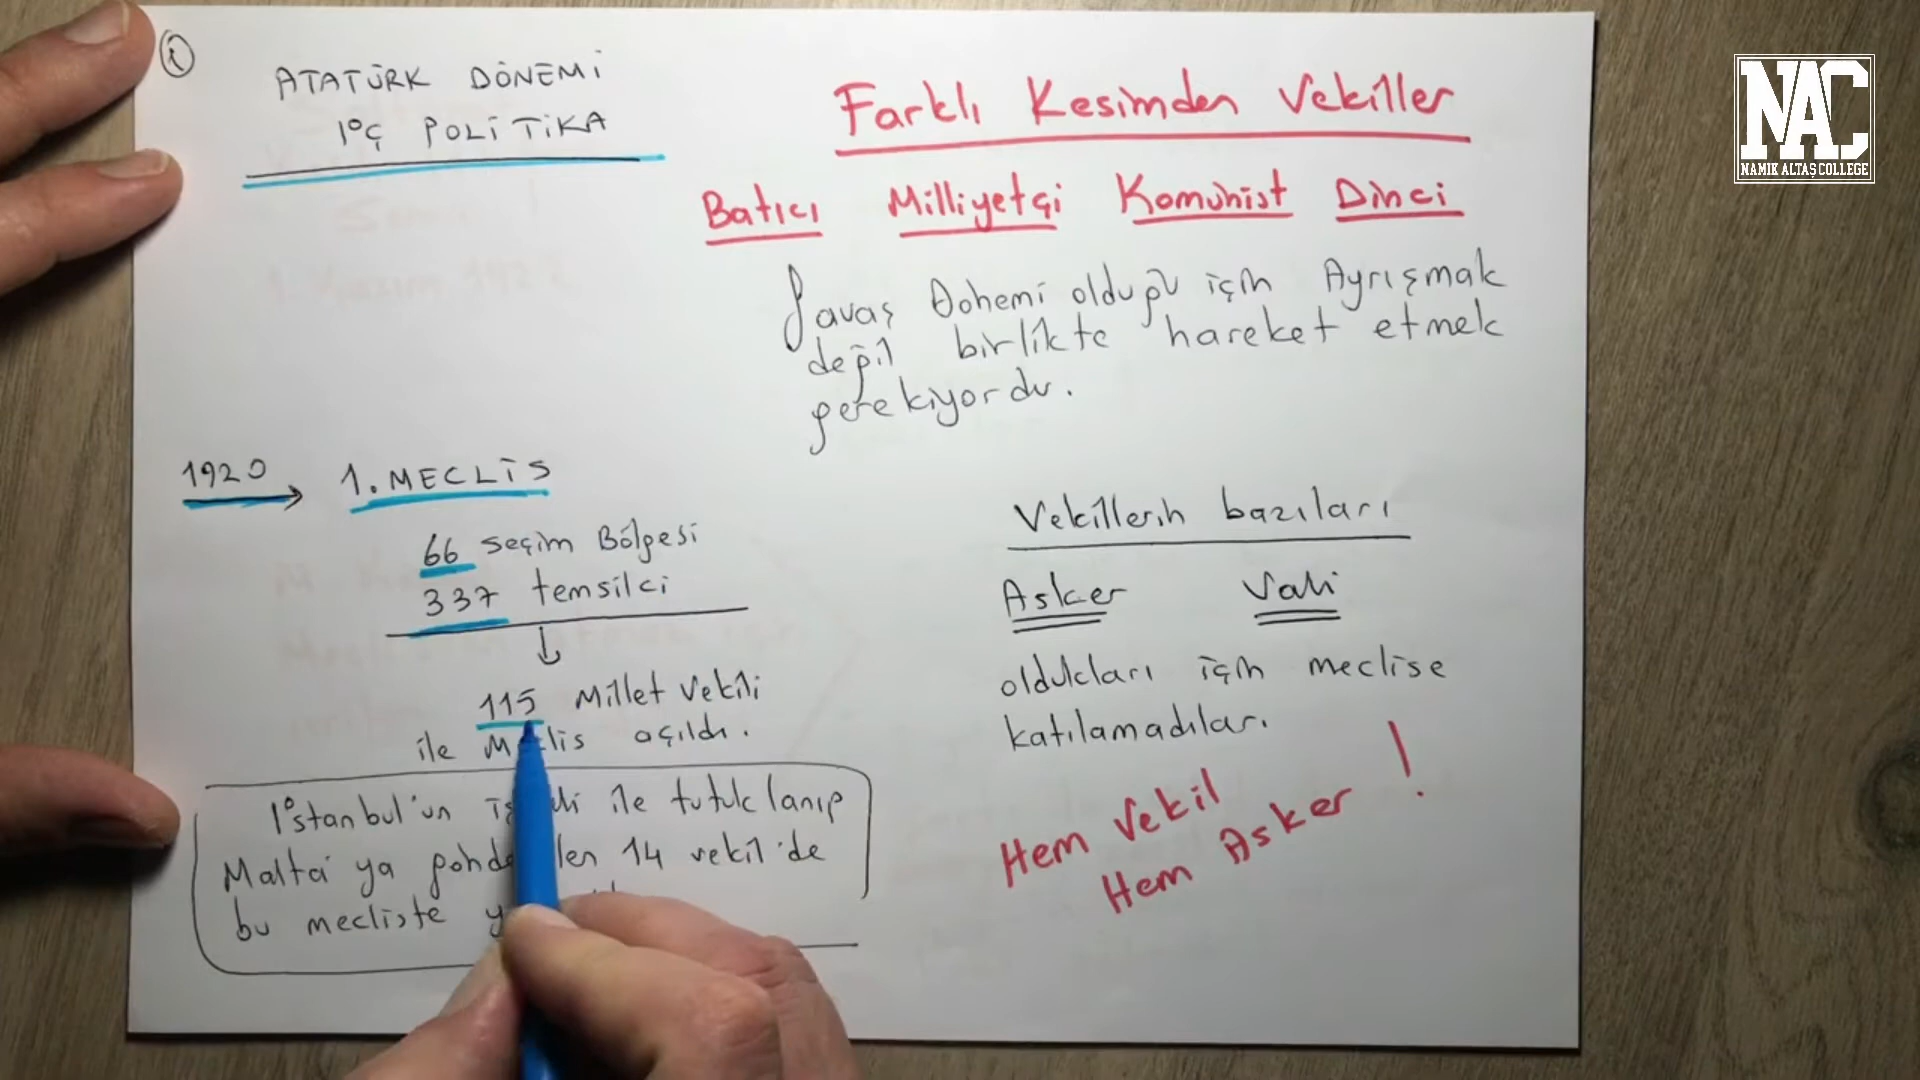 1
ATATÜRK DÖNEMİ
İÇ POLİTİKA
1920 → 1. MECLİS
66 seçim Bölgesi
337 temsilci
115 Millet Vekili
ile açıldı.
İstanbul'un ile tutuklanıp
Malta'ya 14 vekil'de
bu mecliste
Farklı Kesimden Vekiller
Batıcı Milliyetçi Komünist Dinci
Savaş Dönemi olduğu için Ayrışmak
değil birlikte hareket etmek
gerekiyordu.
Vekillerin bazıları
Asker Vali
oldukları için meclise
katılamadılar.
Hem Vekil
Hem Asker !
NAC
NAMIK ALTAŞ COLLEGE